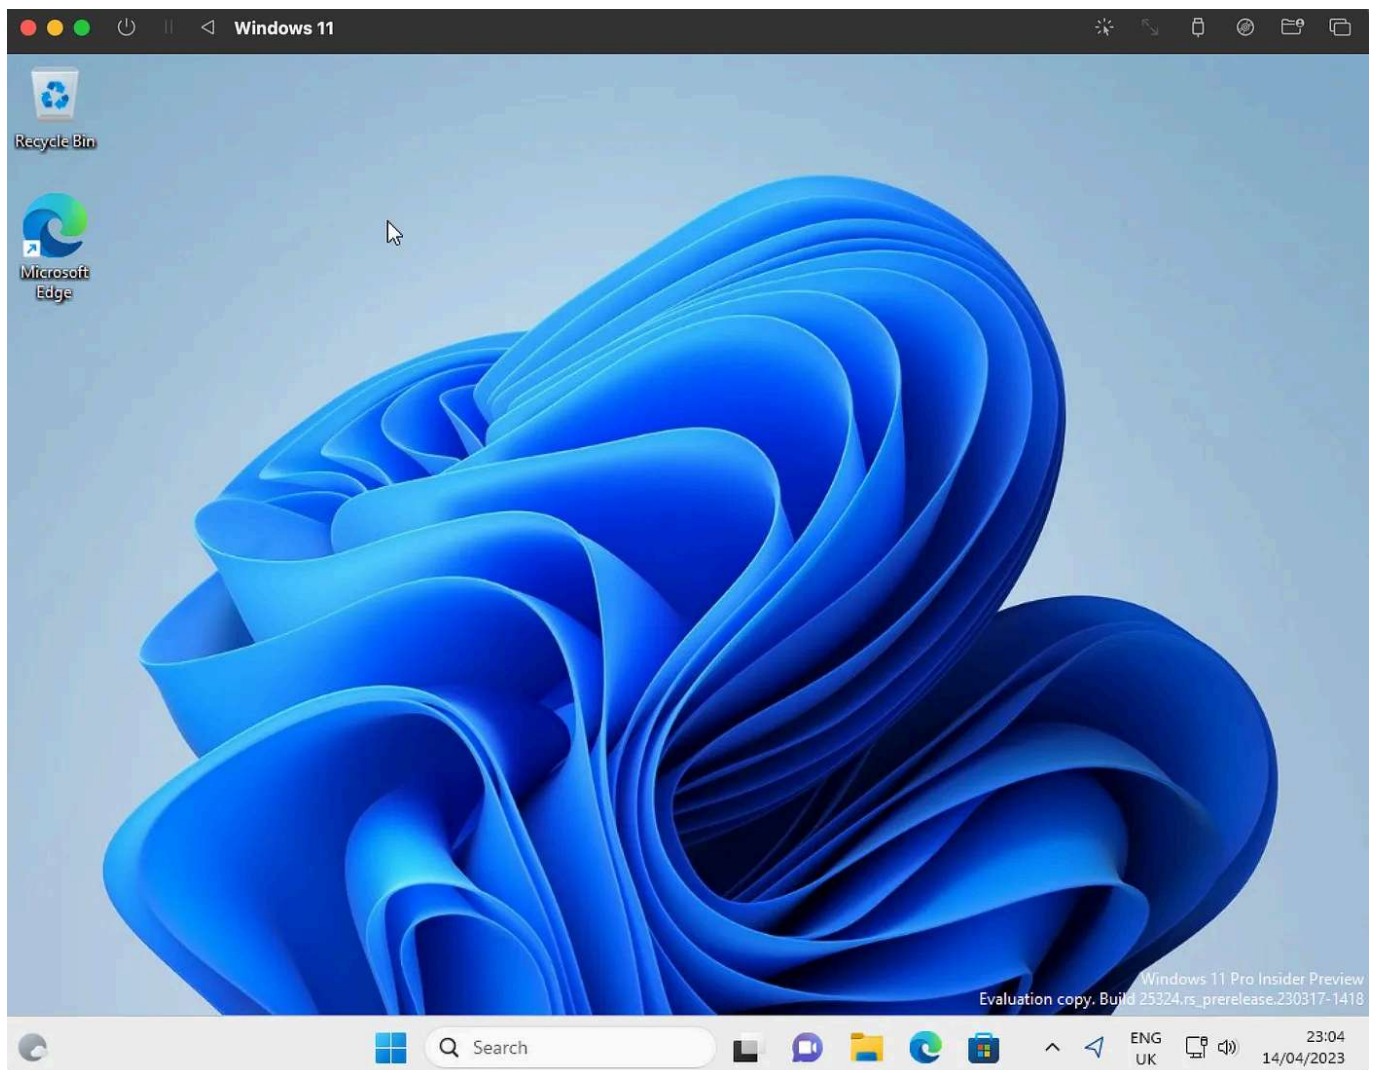 Windows 11
Recycle Bin
Microsoft
Edge
Windows 11 Pro Insider Preview
Evaluation copy. Build 25324.rs_prerelease.230317-1418
Search
ENG
UK
23:04
14/04/2023